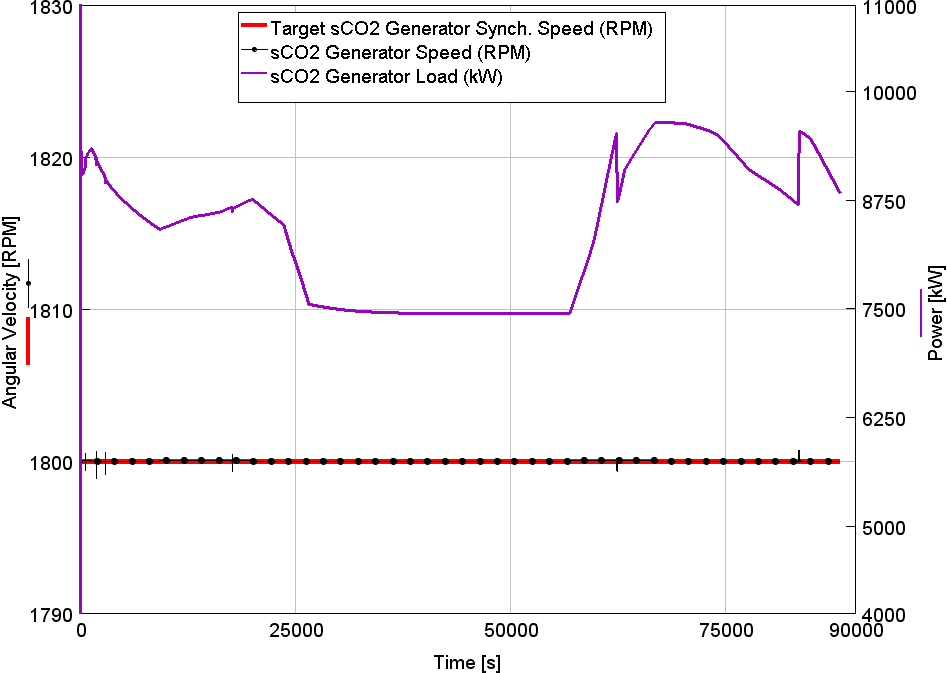 1830
1820
1810
1800
1790
Angular Velocity [RPM]
Target sCO2 Generator Synch. Speed (RPM)
sCO2 Generator Speed (RPM)
sCO2 Generator Load (kW)
11000
10000
8750
7500
6250
5000
4000
Power [kW]
0
25000
50000
75000
90000
Time [s]